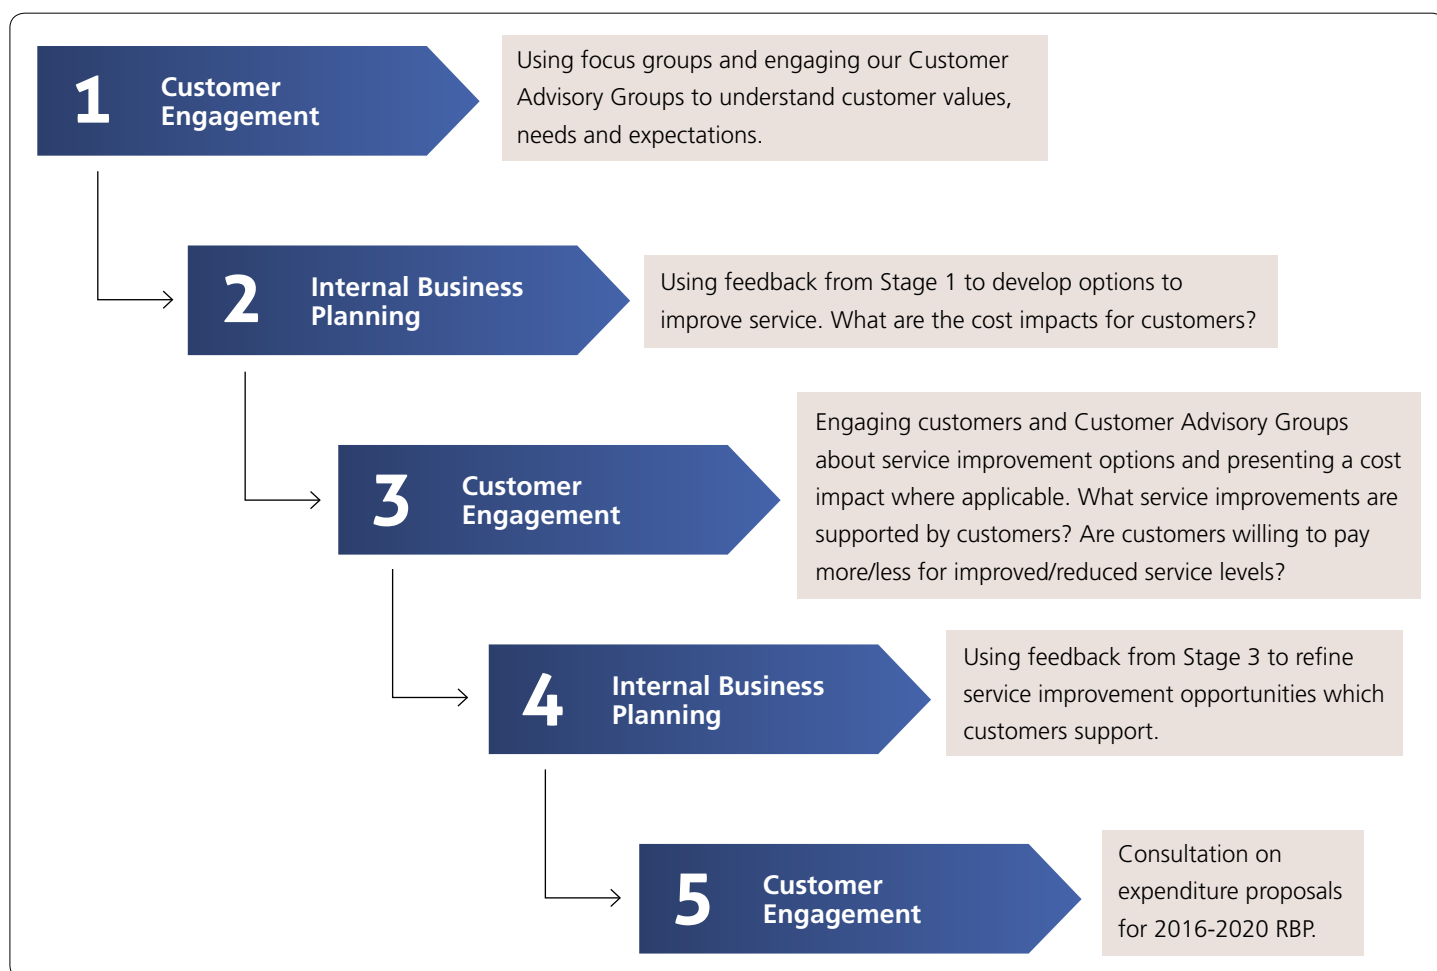 1
Customer
Engagement
Using focus groups and engaging our Customer
Advisory Groups to understand customer values,
needs and expectations.
2
Internal Business
Planning
Using feedback from Stage 1 to develop options to
improve service. What are the cost impacts for customers?
3
Customer
Engagement
Engaging customers and Customer Advisory Groups
about service improvement options and presenting a cost
impact where applicable. What service improvements are
supported by customers? Are customers willing to pay
more/less for improved/reduced service levels?
4
Internal Business
Planning
Using feedback from Stage 3 to refine
service improvement opportunities which
customers support.
5
Customer
Engagement
Consultation on
expenditure proposals
for 2016-2020 RBP.